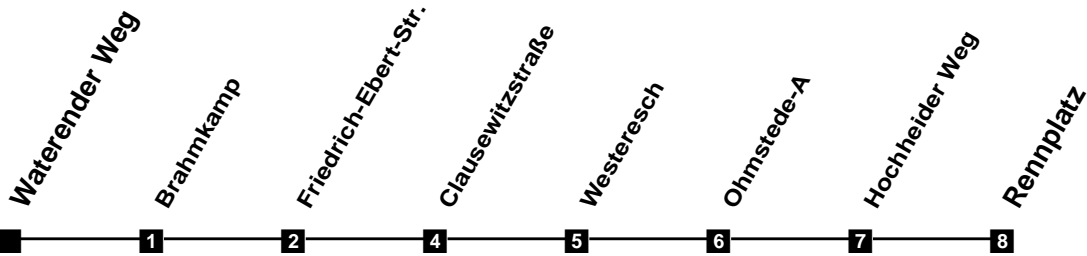 Waterender Weg
Brahmkamp
Friedrich-Ebert-Str.
Clausewitzstraße
Westeresch
Ohmstede-A
Hochheider Weg
Rennplatz
1 2 4 5 6 7 8